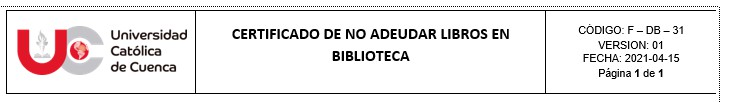 Universidad
Católica
de Cuenca
CERTIFICADO DE NO ADEUDAR LIBROS EN
BIBLIOTECA
CÓDIGO: F – DB – 31
VERSION: 01
FECHA: 2021-04-15
Página 1 de 1